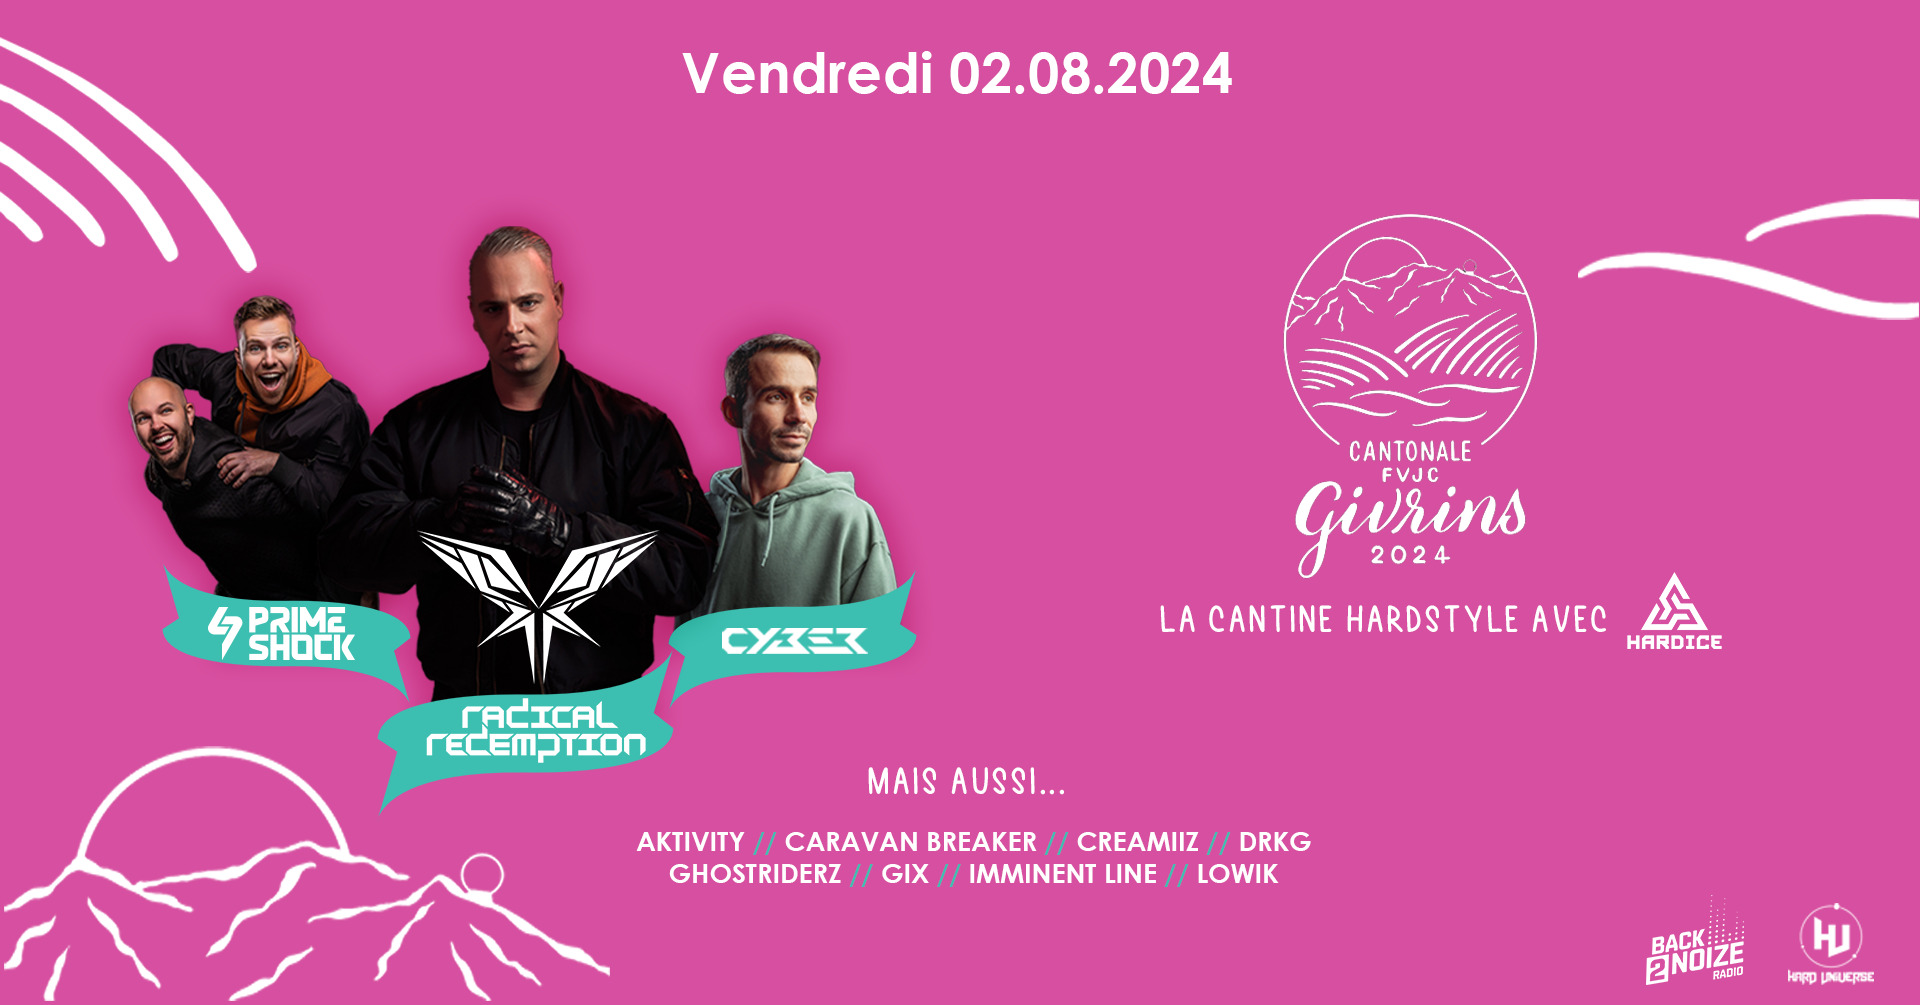 Vendredi 02.08.2024
CANTONALE
FVJC
Givrins
2024
LA CANTINE HARDSTYLE AVEC
HARDICE
PRIME
SHOCK
CYBER
RADICAL
REDEMPTION
MAIS AUSSI...
AKTIVITY // CARAVAN BREAKER // CREAMIIZ // DRKG
GHOSTRIDERZ // GIX // IMMINENT LINE // LOWIK
BACK
2NOIZE
RADIO
HU
HARD UNIVERSE